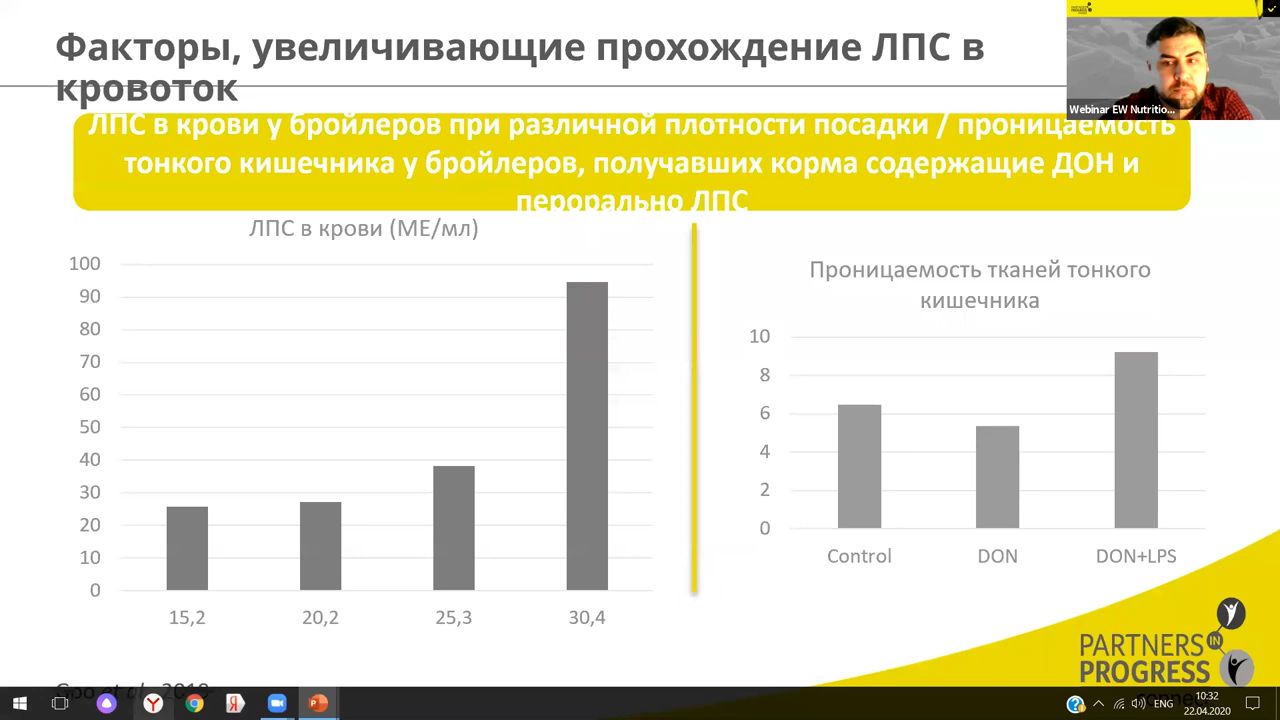 Факторы, увеличивающие прохождение ЛПС в
кровоток
PARTNERS
IN
PROGRESS
Webinar EW Nutritio...
ЛПС в крови у бройлеров при различной плотности посадки / проницаемость
тонкого кишечника у бройлеров, получавших корма содержащие ДОН и
перорально ЛПС
ЛПС в крови (МЕ/мл)
100
90
80
70
60
50
40
30
20
10
0
15,2
20,2
25,3
30,4
Проницаемость тканей тонкого
кишечника
10
8
6
4
2
0
Control
DON
DON+LPS
PARTNERS
IN
PROGRESS
ENG
10:32
22.04.2020